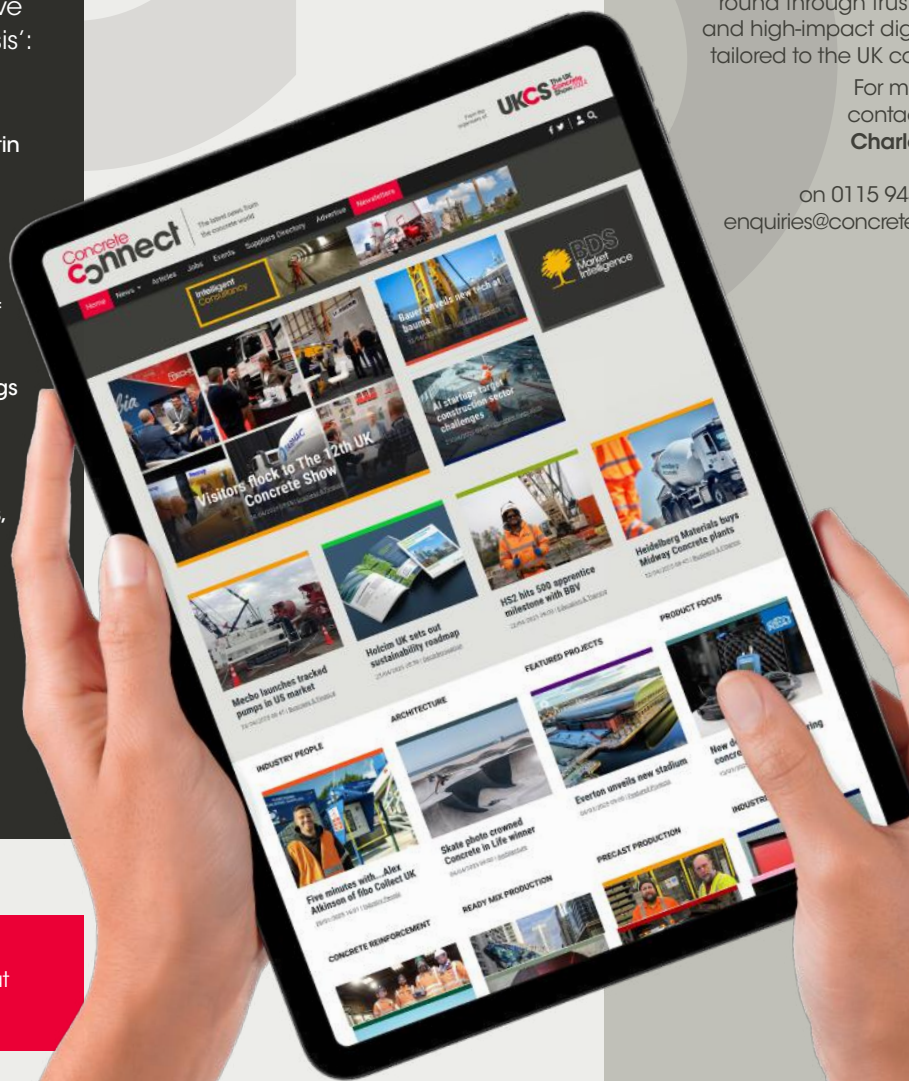 ve
sis’:
rin
f
gs
s,
at
round through trus
and high-impact dig
tailored to the UK co
For m
contac
Charl
on 0115 94
enquiries@concrete
From the
organisers of
UKCS The UK
Concrete
Show 2024
Concrete
Connect
The latest news from
the concrete world
Home News Articles Jobs Events Suppliers Directory Advertise Newsletters
Intelligent
Consultancy
BDS
Market
Intelligence
Bauer unveils new tech at
bauma
AI startups target
construction sector
challenges
Visitors flock to The 12th UK
Concrete Show
Mecbo launches tracked
pumps in US market
Holcim UK sets out
sustainability roadmap
HS2 hits 500 apprentice
milestone with BBV
Heidelberg Materials buys
Midway Concrete plants
INDUSTRY PEOPLE
ARCHITECTURE
FEATURED PROJECTS
PRODUCT FOCUS
Five minutes with....Alex
Atkinson of fibo Collect UK
Skate photo crowned
Concrete in Life winner
Everton unveils new stadium
New d
concre
CONCRETE REINFORCEMENT
READY MIX PRODUCTION
PRECAST PRODUCTION
INDUSTRI